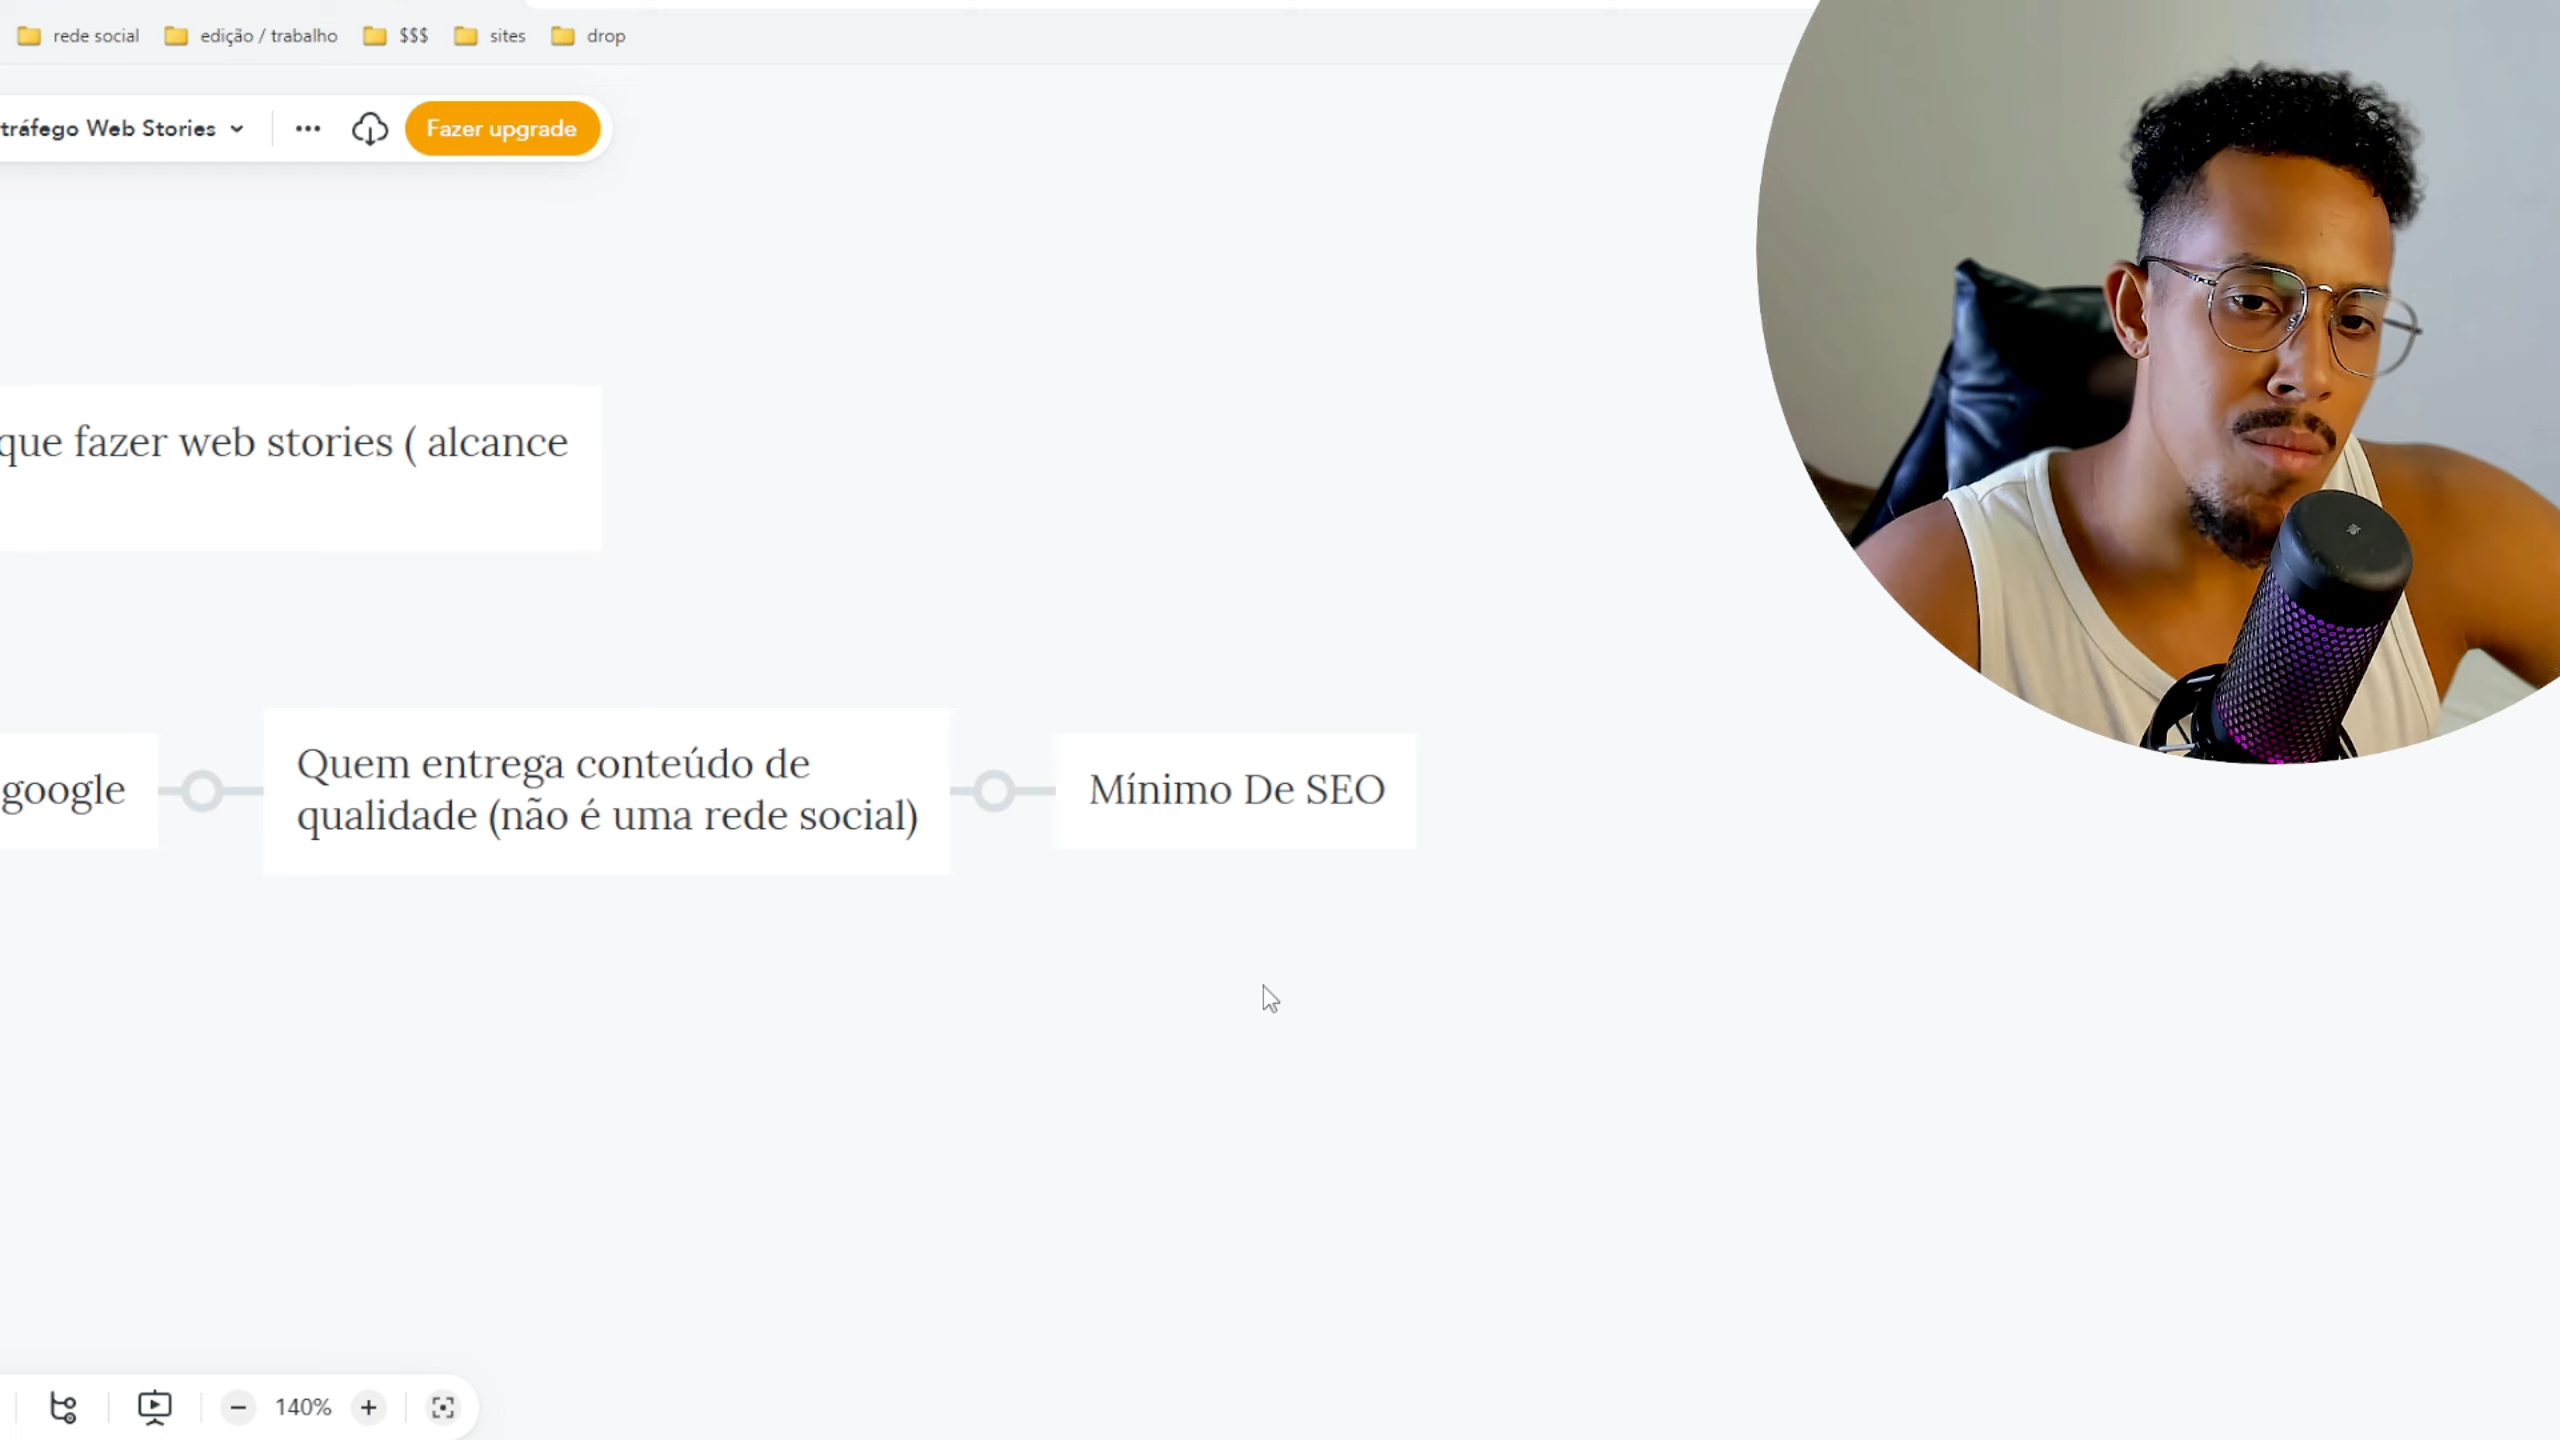 rede social edição / trabalho $$$ sites drop
tráfego Web Stories ••• Fazer upgrade
que fazer web stories ( alcance
google
Quem entrega conteúdo de
qualidade (não é uma rede social)
Mínimo De SEO
140%